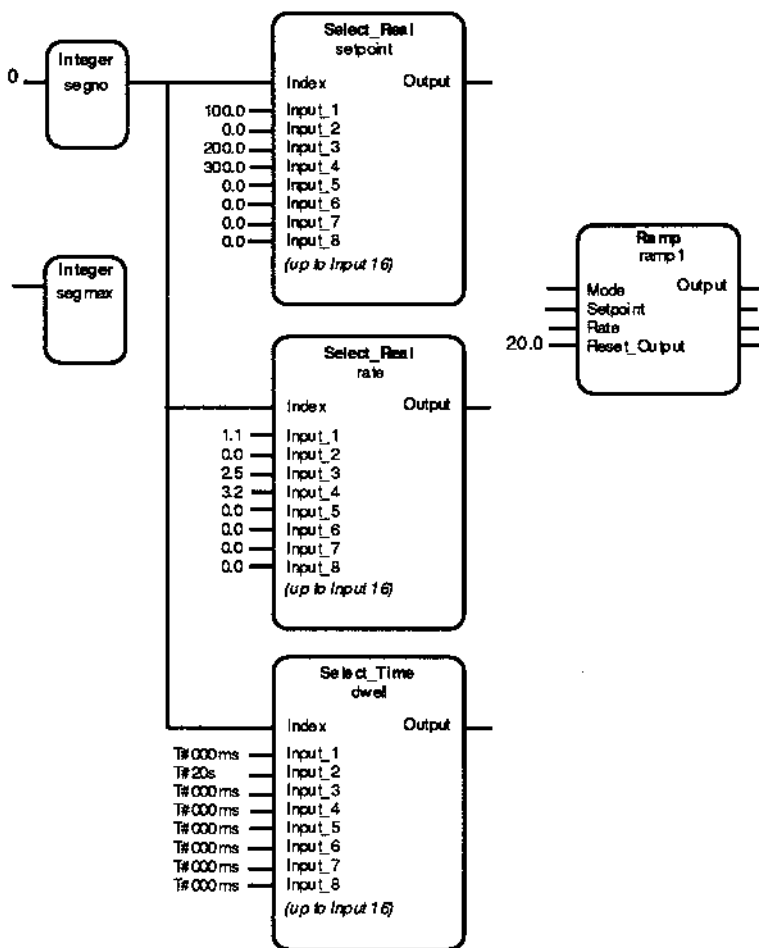 Integer
segno
0
Select_Real
setpoint
Index Output
100.0 Input_1
0.0 Input_2
200.0 Input_3
300.0 Input_4
0.0 Input_5
0.0 Input_6
0.0 Input_7
0.0 Input_8
(up to Input 16)
Integer
segmax
Ramp
ramp1
Mode Output
Setpoint
Rate
20.0 Reset_Output
Select_Real
rate
Index Output
1.1 Input_1
0.0 Input_2
2.5 Input_3
3.2 Input_4
0.0 Input_5
0.0 Input_6
0.0 Input_7
0.0 Input_8
(up to Input 16)
Select_Time
dwell
Index Output
T#000ms Input_1
T#20s Input_2
T#000ms Input_3
T#000ms Input_4
T#000ms Input_5
T#000ms Input_6
T#000ms Input_7
T#000ms Input_8
(up to Input 16)